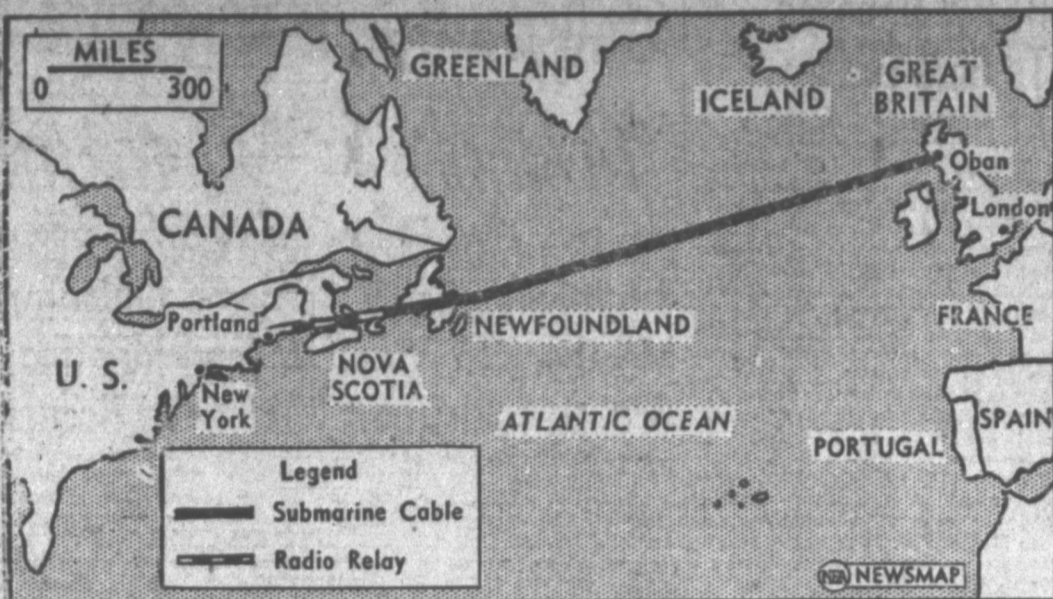 MILES
0 300
GREENLAND
ICELAND
GREAT
BRITAIN
Oban
London
CANADA
Portland
NEWFOUNDLAND
FRANCE
U. S.
NOVA
SCOTIA
New
York
ATLANTIC OCEAN
SPAIN
PORTUGAL
Legend
Submarine Cable
Radio Relay
NEA NEWSMAP